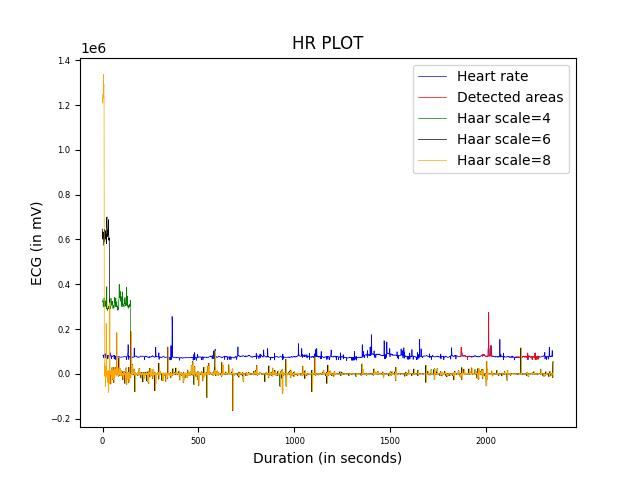 HR PLOT
1e6
1.4
1.2
1.0
0.8
0.6
0.4
0.2
0.0
−0.2
ECG (in mV)
Heart rate
Detected areas
Haar scale=4
Haar scale=6
Haar scale=8
0 500 1000 1500 2000
Duration (in seconds)